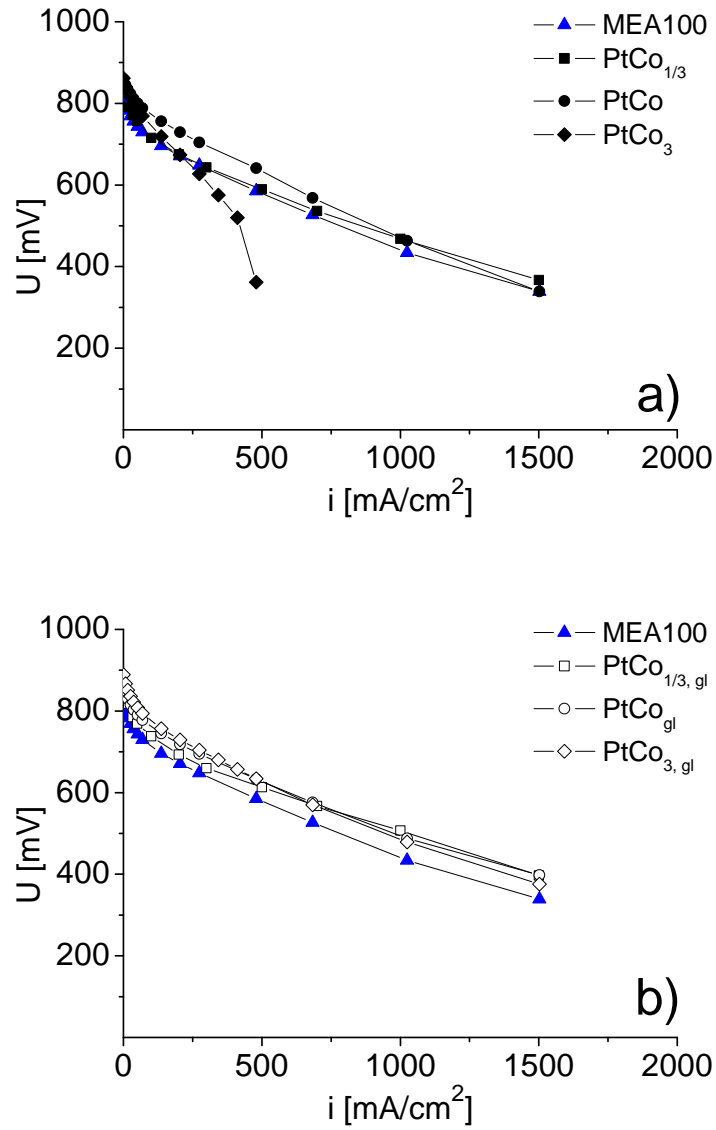 1000
800
600
400
200
U [mV]
0
500
1000
1500
2000
i [mA/cm²]
MEA100
PtCo1/3
PtCo
PtCo3
a)
1000
800
600
400
200
U [mV]
0
500
1000
1500
2000
i [mA/cm²]
MEA100
PtCo1/3, gl
PtCogl
PtCo3, gl
b)